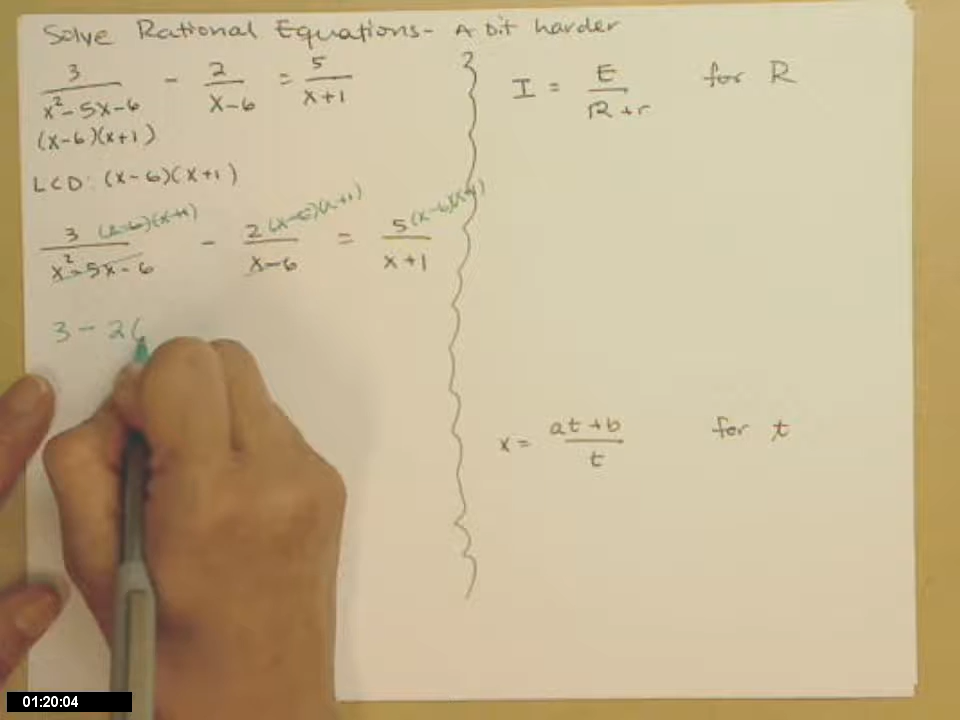 Solve Rational Equations - A bit harder
3/(x²-5x-6) - 2/(x-6) = 5/(x+1)
(x-6)(x+1)
LCD: (x-6)(x+1)
3(x-6)(x+1)/(x²-5x-6) - 2(x-6)(x+1)/(x-6) = 5(x-6)(x+1)/(x+1)
3 - 2(
I = E/(R+r) for R
x = (at+b)/t for t
01:20:04